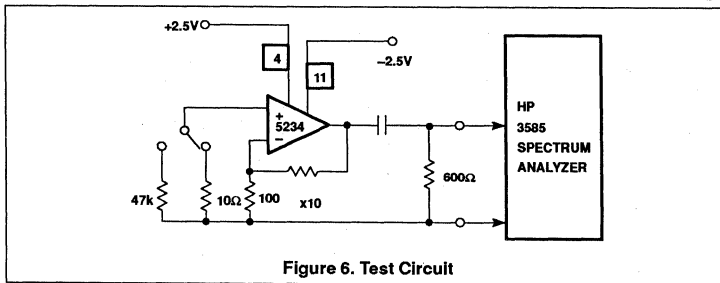 +2.5V
4
11
−2.5V
+
5234
−
HP
3585
SPECTRUM
ANALYZER
47k
10Ω
100
x10
600Ω
Figure 6. Test Circuit